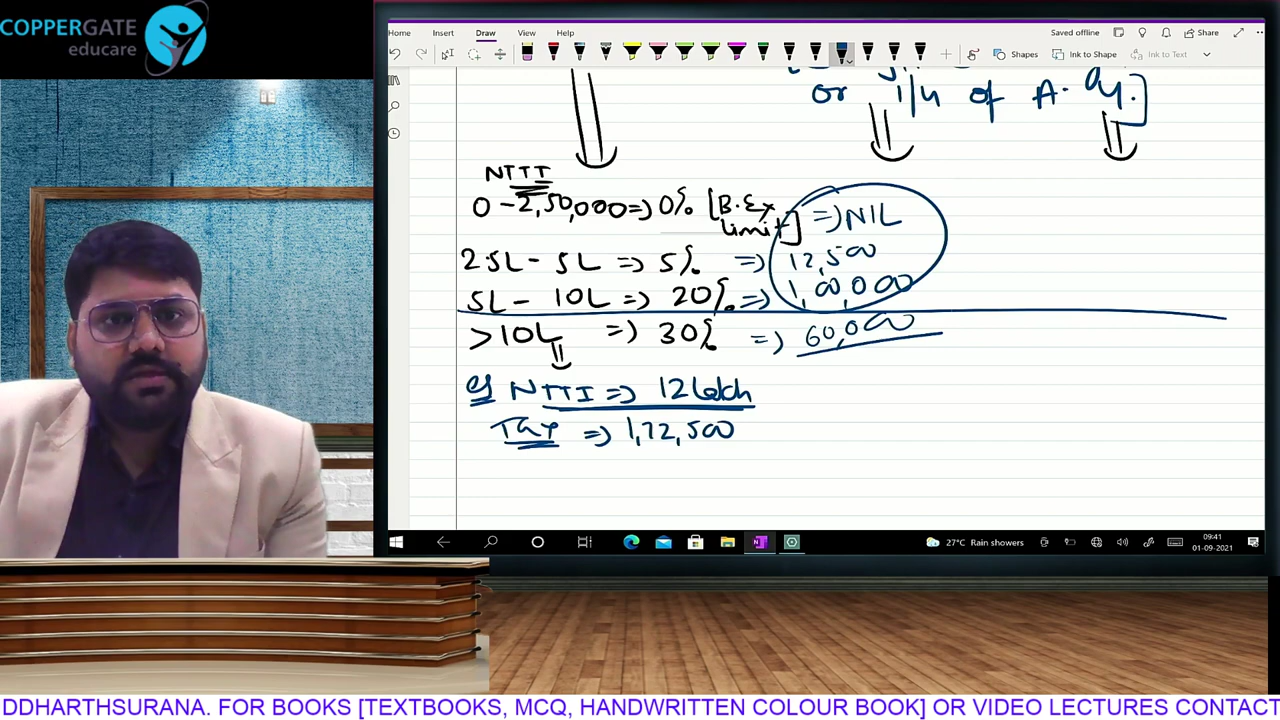 COPPERGATE
educare
Home Insert Draw View Help
Saved offline Share
Shapes Ink to Shape Ink to Text
or 1/4 of A. ay.]
NTTI
0 - 2,50,000 => 0% [B.Ex limit] => NIL
2.5L - 5L => 5% => 12,500
5L - 10L => 20% => 1,00,000
>10L => 30% => 60,000
eg NTTI => 12 Lakh
Tax => 1,72,500
27°C Rain showers
09:41
01-09-2021
DDHARTHSURANA. FOR BOOKS [TEXTBOOKS, MCQ, HANDWRITTEN COLOUR BOOK] OR VIDEO LECTURES CONTACT